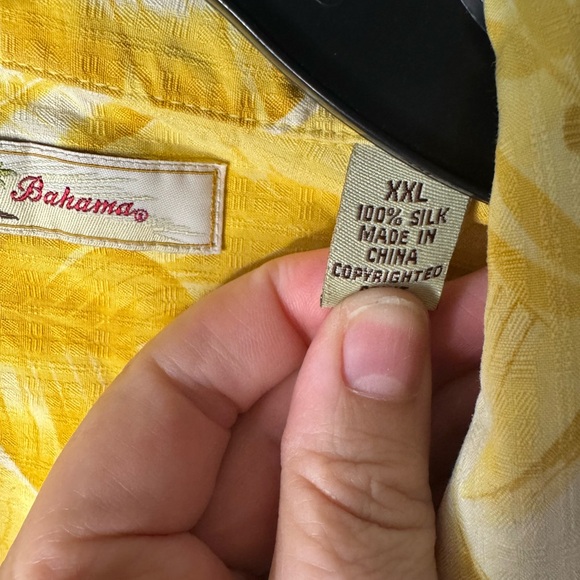 Bahama®
XXL
100% SILK
MADE IN
CHINA
COPYRIGHTED